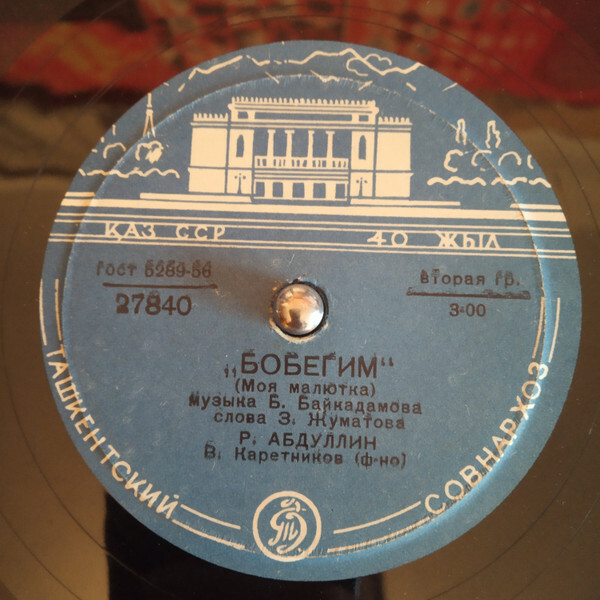 ҚАЗ ССР 40 ЖЫЛ
ГОСТ 5289-56
27840
вторая гр.
3-00
„БОБЕГИМ“
(Моя малютка)
музыка Б. Байкадамова
слова З. Жуматова
Р. АБДУЛЛИН
В. Каретников (ф-но)
ТАШКЕНТСКИЙ СОВНАРХОЗ